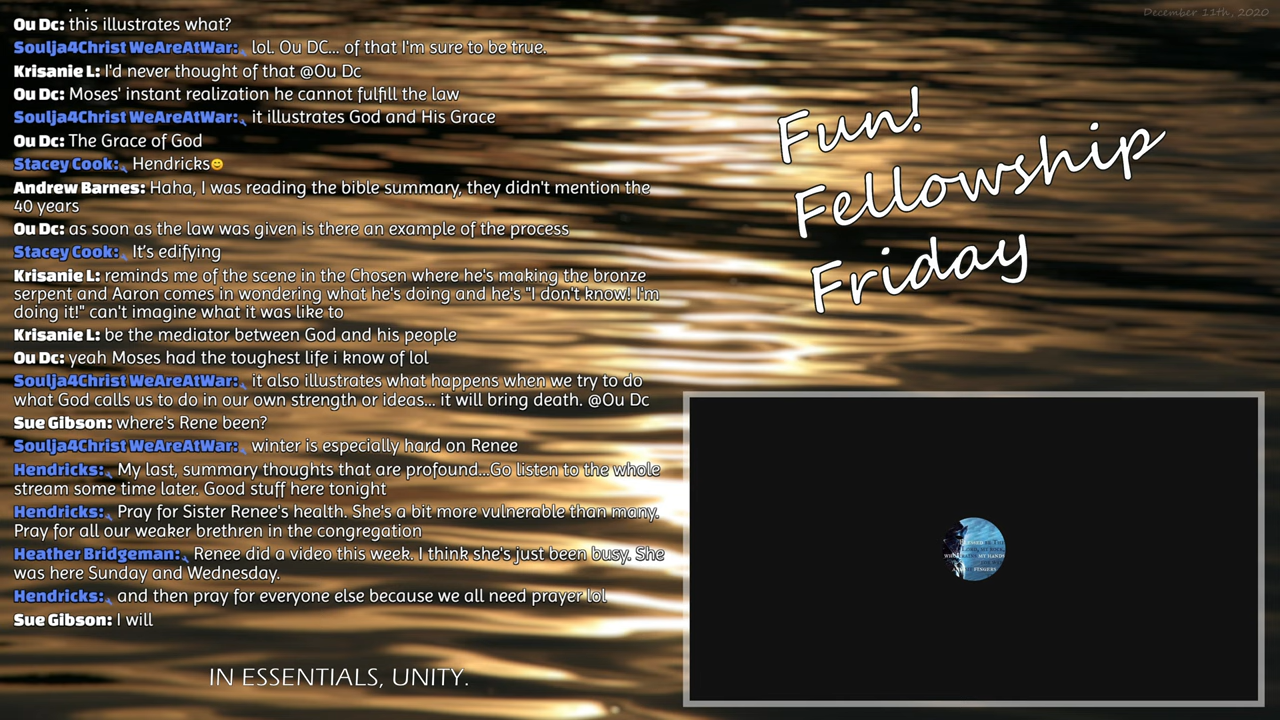 December 11th, 2020
Ou Dc: this illustrates what?
Soulja4Christ WeAreAtWar: lol. Ou DC... of that I'm sure to be true.
Krisanie L: I'd never thought of that @Ou Dc
Ou Dc: Moses' instant realization he cannot fulfill the law
Soulja4Christ WeAreAtWar: it illustrates God and His Grace
Ou Dc: The Grace of God
Stacey Cook: Hendricks😊
Andrew Barnes: Haha, I was reading the bible summary, they didn't mention the
40 years
Ou Dc: as soon as the law was given is there an example of the process
Stacey Cook: It's edifying
Krisanie L: reminds me of the scene in the Chosen where he's making the bronze
serpent and Aaron comes in wondering what he's doing and he's "I don't know! I'm
doing it!" can't imagine what it was like to
Krisanie L: be the mediator between God and his people
Ou Dc: yeah Moses had the toughest life i know of lol
Soulja4Christ WeAreAtWar: it also illustrates what happens when we try to do
what God calls us to do in our own strength or ideas... it will bring death. @Ou Dc
Sue Gibson: where's Rene been?
Soulja4Christ WeAreAtWar: winter is especially hard on Renee
Hendricks: My last, summary thoughts that are profound...Go listen to the whole
stream some time later. Good stuff here tonight
Hendricks: Pray for Sister Renee's health. She's a bit more vulnerable than many.
Pray for all our weaker brethren in the congregation
Heather Bridgeman: Renee did a video this week. I think she's just been busy. She
was here Sunday and Wednesday.
Hendricks: and then pray for everyone else because we all need prayer lol
Sue Gibson: I will
IN ESSENTIALS, UNITY.
Fun!
Fellowship
Friday
BLESSED BE THE
LORD, MY ROCK,
MY HANDS
FINGERS